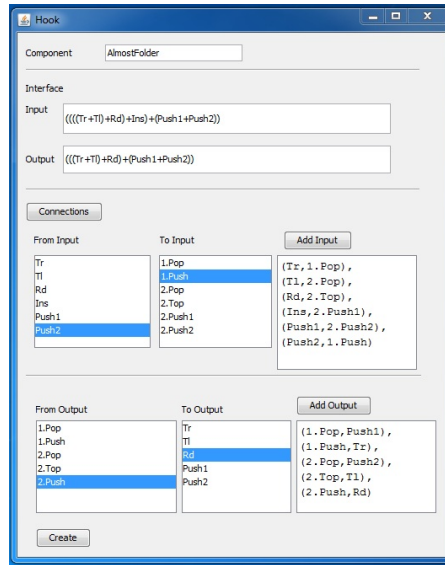 Hook
Component AlmostFolder
Interface
Input ((((Tr+Tl)+Rd)+Ins)+(Push1+Push2))
Output (((Tr+Tl)+Rd)+(Push1+Push2))
Connections
From Input To Input Add Input
Tr
Tl
Rd
Ins
Push1
Push2
1.Pop
1.Push
2.Pop
2.Top
2.Push1
2.Push2
(Tr,1.Pop),
(Tl,2.Pop),
(Rd,2.Top),
(Ins,2.Push1),
(Push1,2.Push2),
(Push2,1.Push)
From Output To Output Add Output
1.Pop
1.Push
2.Pop
2.Top
2.Push
Tr
Tl
Rd
Push1
Push2
(1.Pop,Push1),
(1.Push,Tr),
(2.Pop,Push2),
(2.Top,Tl),
(2.Push,Rd)
Create